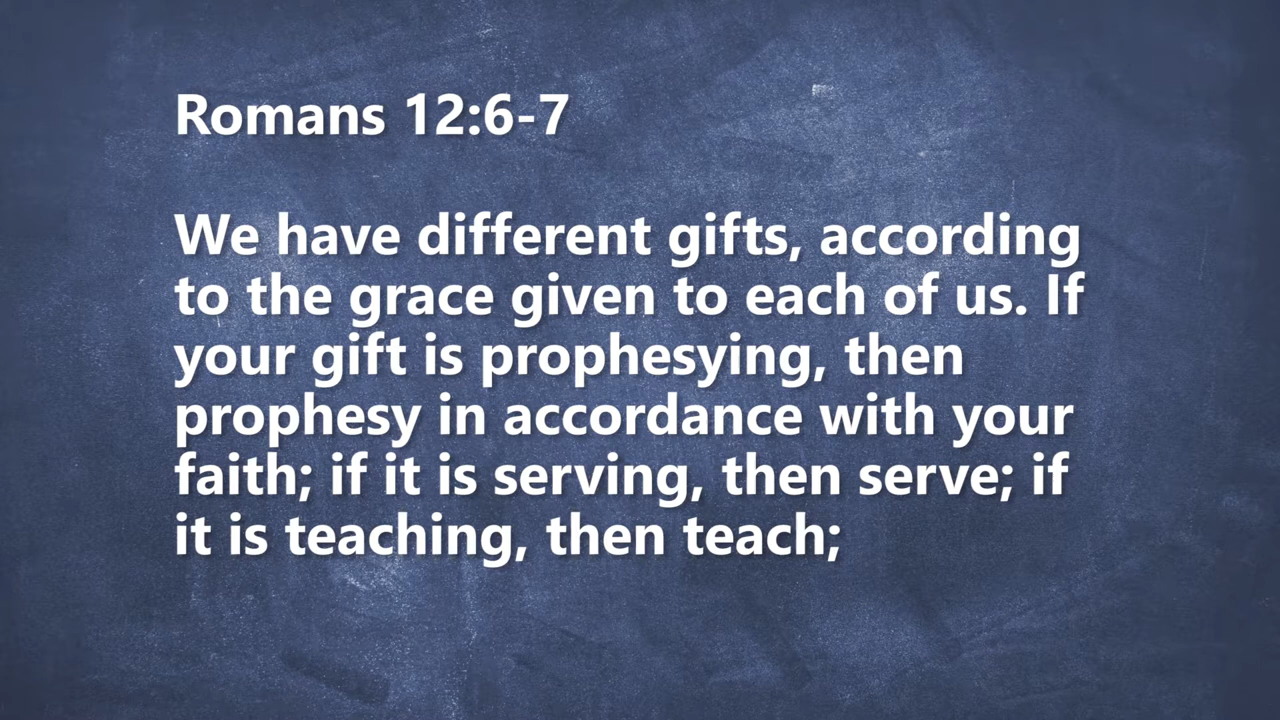 Romans 12:6-7
We have different gifts, according
to the grace given to each of us. If
your gift is prophesying, then
prophesy in accordance with your
faith; if it is serving, then serve; if
it is teaching, then teach;